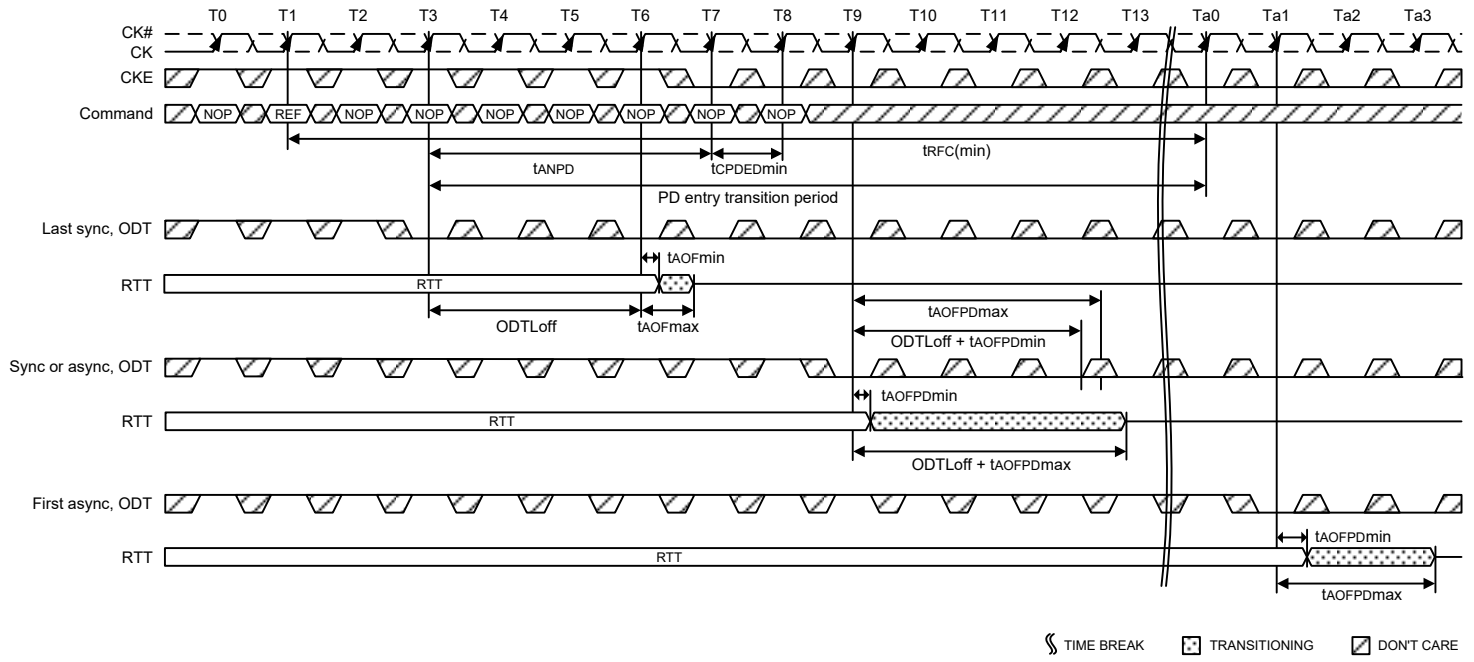 T0 T1 T2 T3 T4 T5 T6 T7 T8 T9 T10 T11 T12 T13 Ta0 Ta1 Ta2 Ta3
CK#
CK
CKE
Command NOP REF NOP NOP NOP NOP NOP NOP NOP
tRFC(min)
tANPD tCPDEDmin
PD entry transition period
Last sync, ODT
tAOFmin
RTT RTT
ODTLoff tAOFmax
tAOFPDmax
ODTLoff + tAOFPDmin
Sync or async, ODT
tAOFPDmin
RTT RTT
ODTLoff + tAOFPDmax
First async, ODT
tAOFPDmin
RTT RTT
tAOFPDmax
TIME BREAK TRANSITIONING DON'T CARE